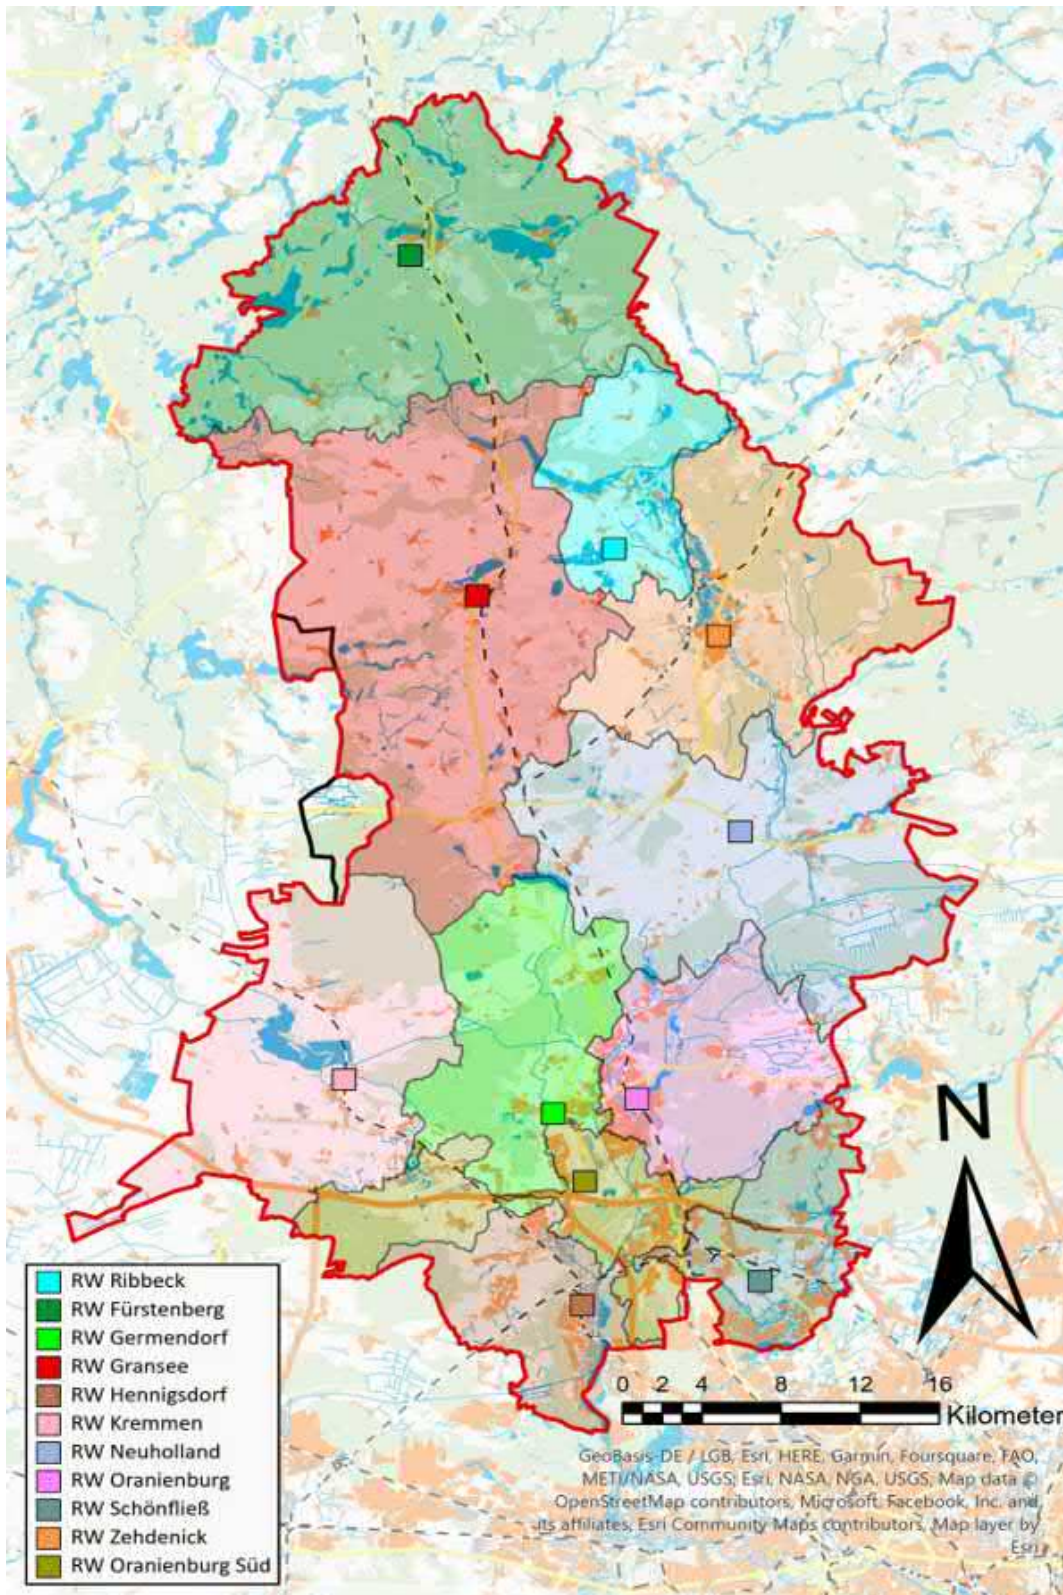 N
RW Ribbeck
RW Fürstenberg
RW Germendorf
RW Gransee
RW Hennigsdorf
RW Kremmen
RW Neuholland
RW Oranienburg
RW Schönfließ
RW Zehdenick
RW Oranienburg Süd
0 2 4 8 12 16
Kilometer
GeoBasis-DE / LGB, Esri, HERE, Garmin, Foursquare, FAO,
METI/NASA, USGS; Esri, NASA, NGA, USGS, Map data ©
OpenStreetMap contributors, Microsoft, Facebook, Inc. and
its affiliates, Esri Community Maps contributors, Map layer by
Esri